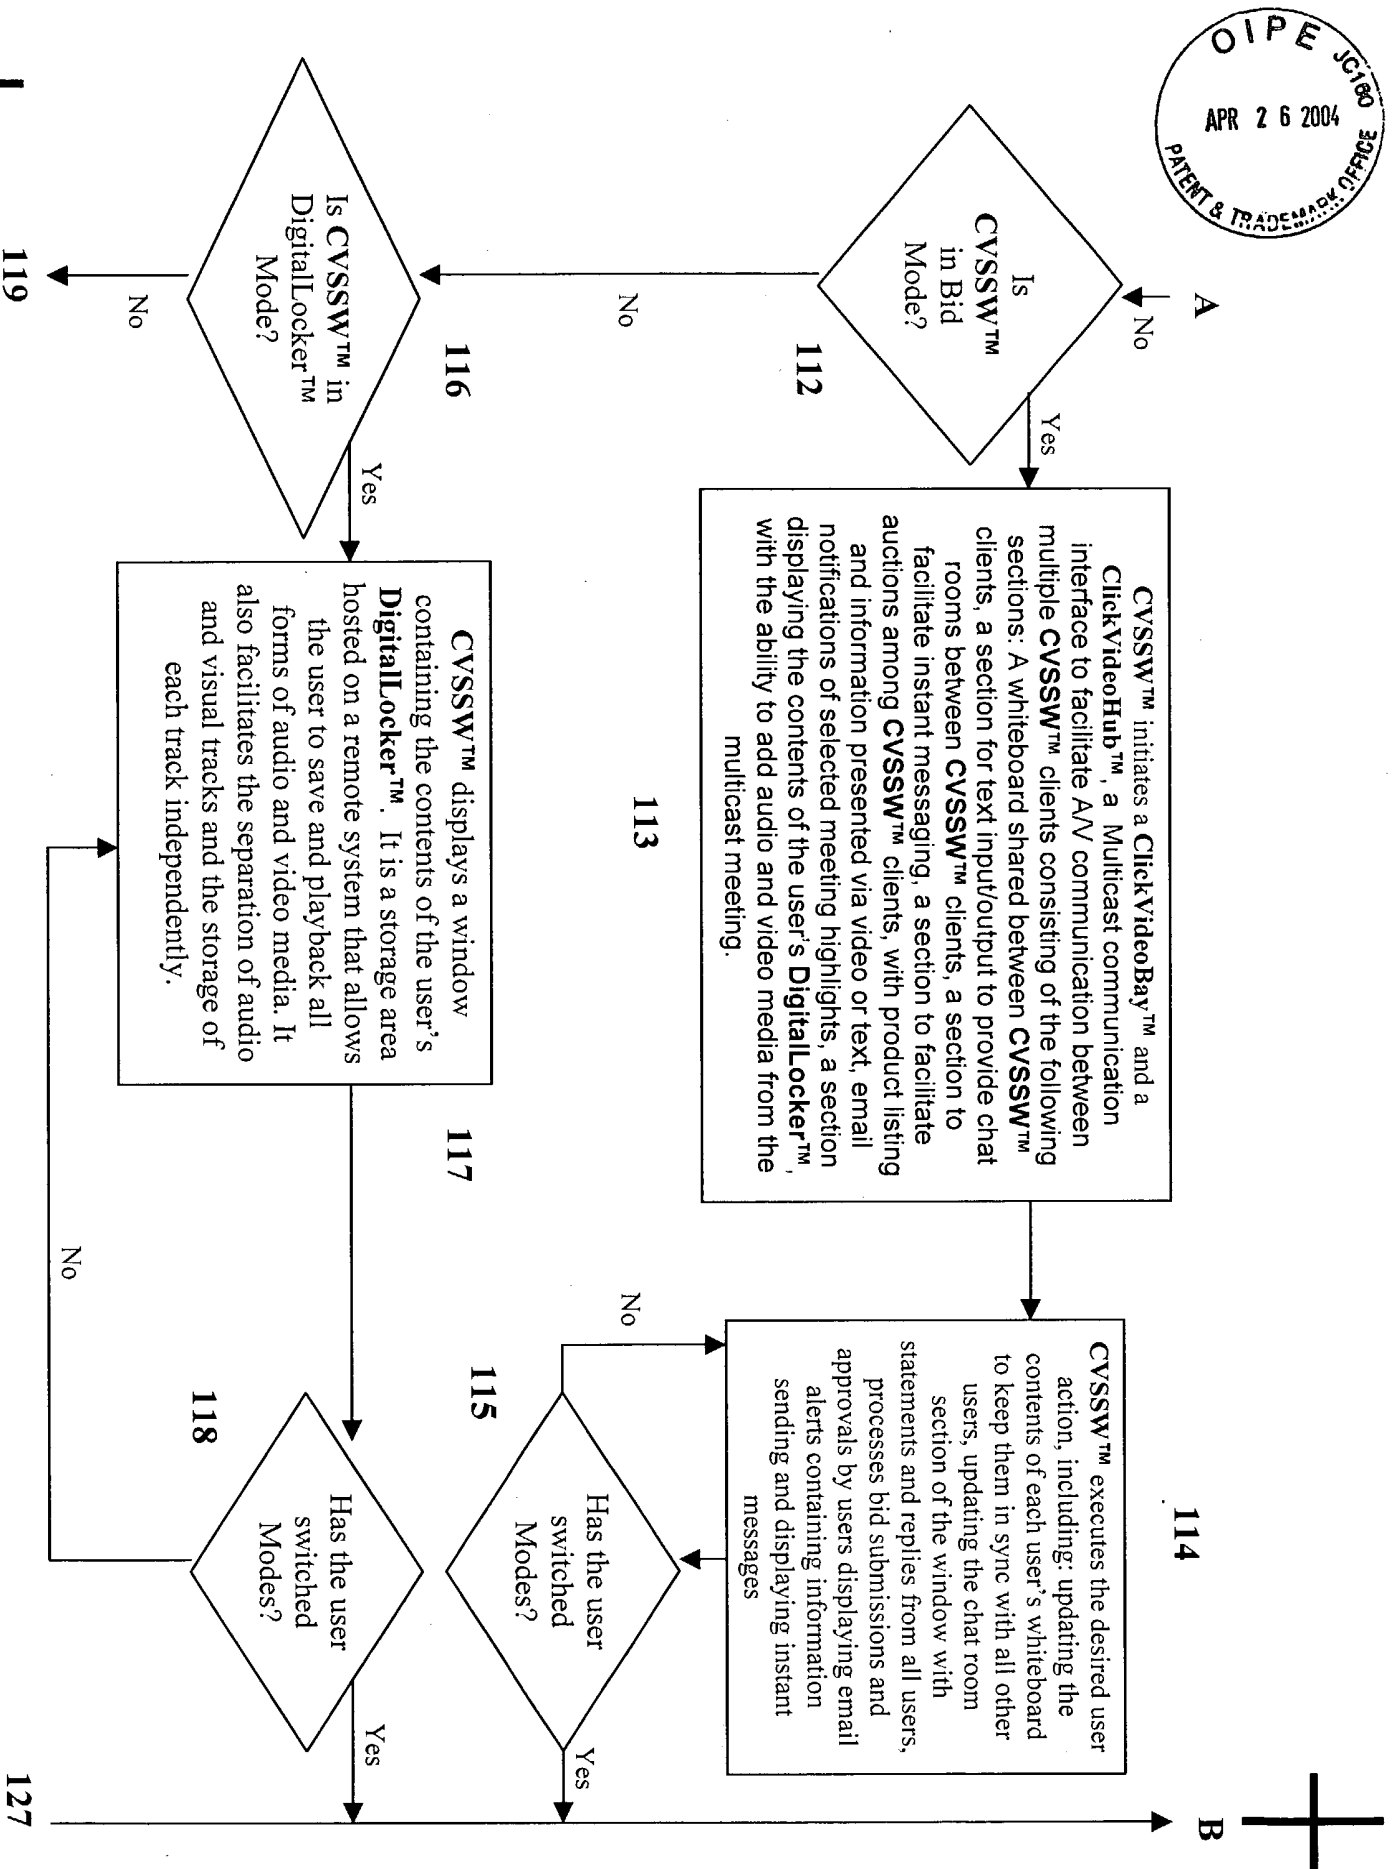 OIPE JC160
APR 26 2004
PATENT & TRADEMARK OFFICE
A
No
Is
CVSSW™
in Bid
Mode?
112
Yes
CVSSW™ initiates a ClickVideoBay™ and a
ClickVideoHub™, a Multicast communication
interface to facilitate A/V communication between
multiple CVSSW™ clients consisting of the following
sections: A whiteboard shared between CVSSW™
clients, a section for text input/output to provide chat
rooms between CVSSW™ clients, a section to
facilitate instant messaging, a section to facilitate
auctions among CVSSW™ clients, with product listing
and information presented via video or text, email
notifications of selected meeting highlights, a section
displaying the contents of the user's DigitalLocker™,
with the ability to add audio and video media from the
multicast meeting.
113
114
CVSSW™ executes the desired user
action, including: updating the
contents of each user's whiteboard
to keep them in sync with all other
users, updating the chat room
section of the window with
statements and replies from all users,
processes bid submissions and
approvals by users displaying email
alerts containing information
sending and displaying instant
messages
No
115
Has the user
switched
Modes?
Yes
B
No
116
Is CVSSW™ in
DigitalLocker™
Mode?
Yes
No
119
CVSSW™ displays a window
containing the contents of the user's
DigitalLocker™. It is a storage area
hosted on a remote system that allows
the user to save and playback all
forms of audio and video media. It
also facilitates the separation of audio
and visual tracks and the storage of
each track independently.
117
118
Has the user
switched
Modes?
Yes
No
127